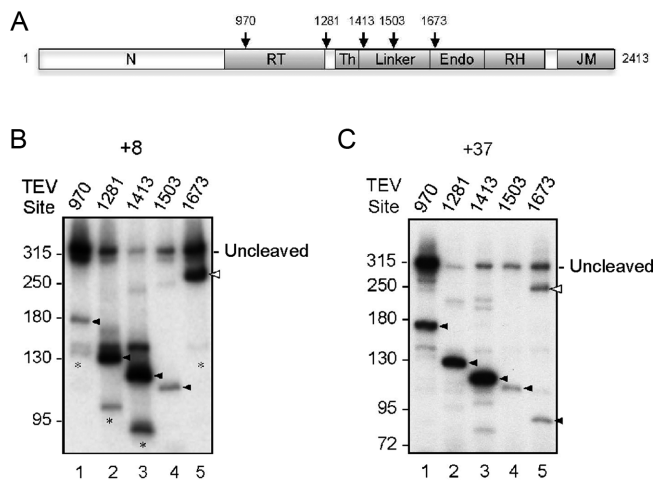 A
970 1281 1413 1503 1673
1 N RT Th Linker Endo RH JM 2413
B
+8
TEV Site 970 1281 1413 1503 1673
315 - Uncleaved
250 -
180 -
130 -
* *
95 -
* *
1 2 3 4 5
C
+37
TEV Site 970 1281 1413 1503 1673
315 - Uncleaved
250 -
180 -
130 -
95 -
72 -
1 2 3 4 5